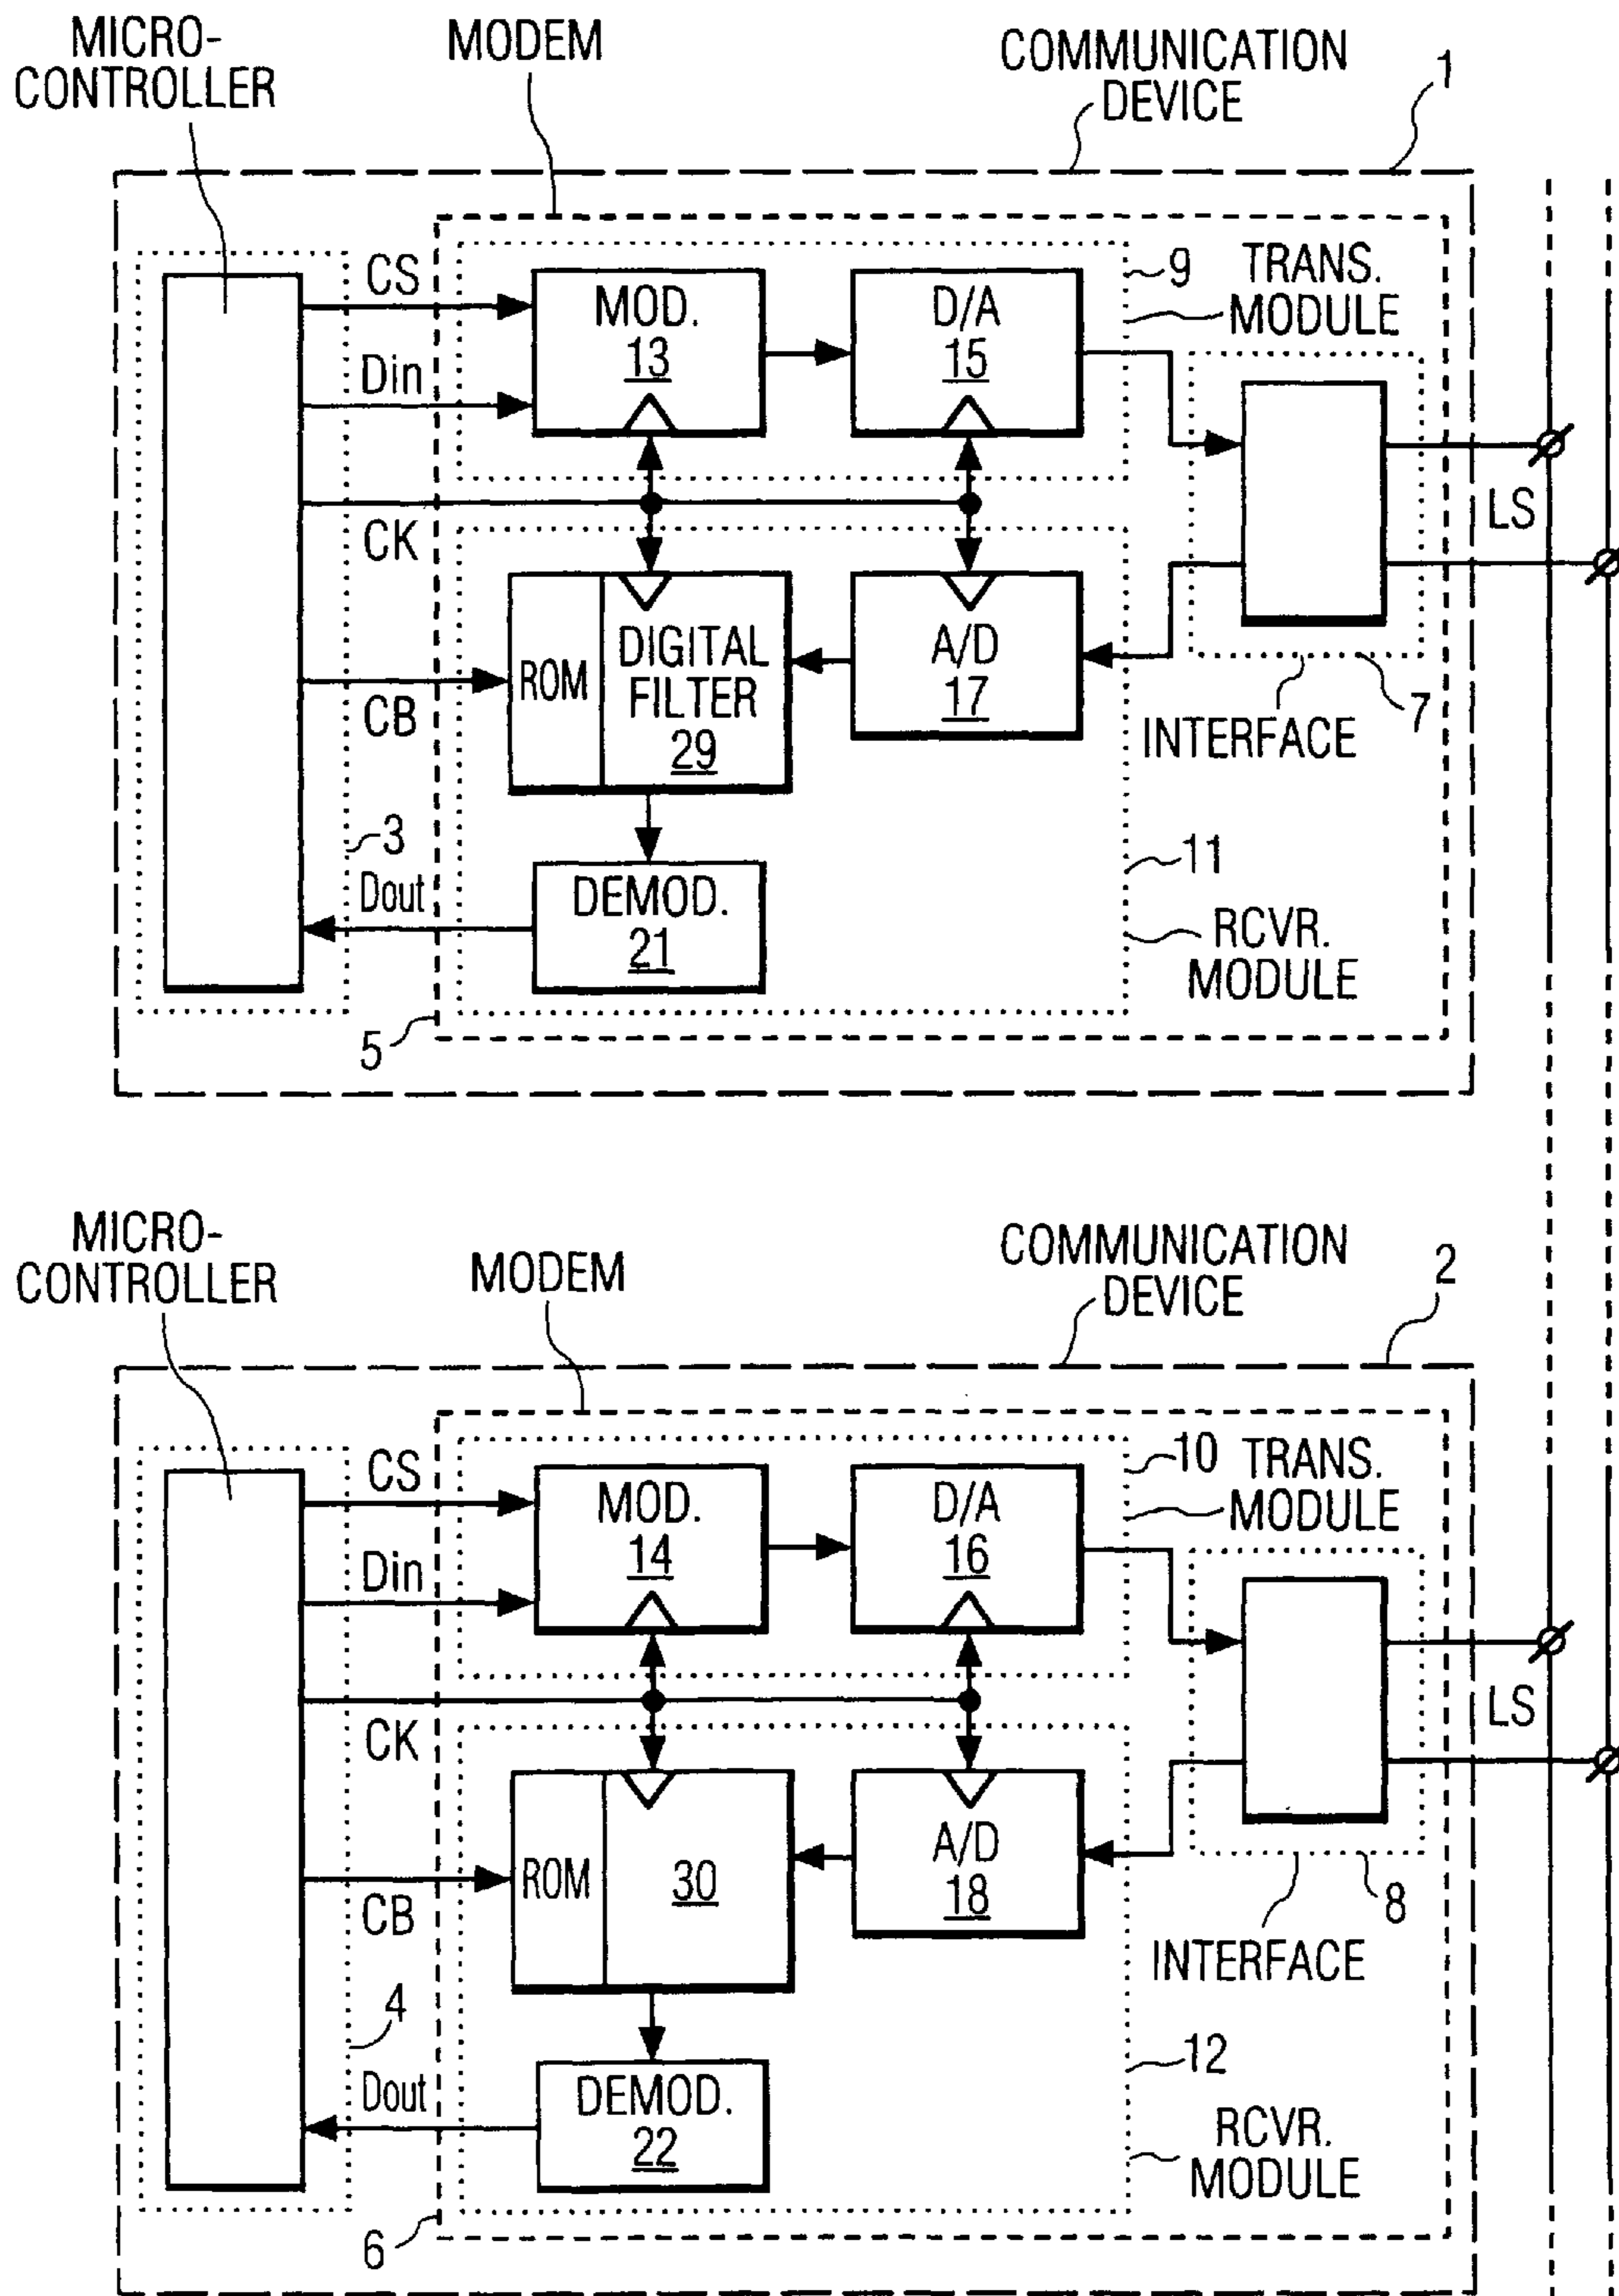 MICRO-
CONTROLLER
MODEM
COMMUNICATION
DEVICE
1
CS
MOD.
13
D/A
15
9
TRANS.
MODULE
Din
CK
LS
ROM
DIGITAL
FILTER
29
A/D
17
CB
INTERFACE
7
3
Dout
DEMOD.
21
11
RCVR.
MODULE
5
MICRO-
CONTROLLER
MODEM
COMMUNICATION
DEVICE
2
CS
MOD.
14
D/A
16
10
TRANS.
MODULE
Din
CK
LS
ROM
30
A/D
18
CB
8
INTERFACE
4
Dout
DEMOD.
22
12
RCVR.
MODULE
6